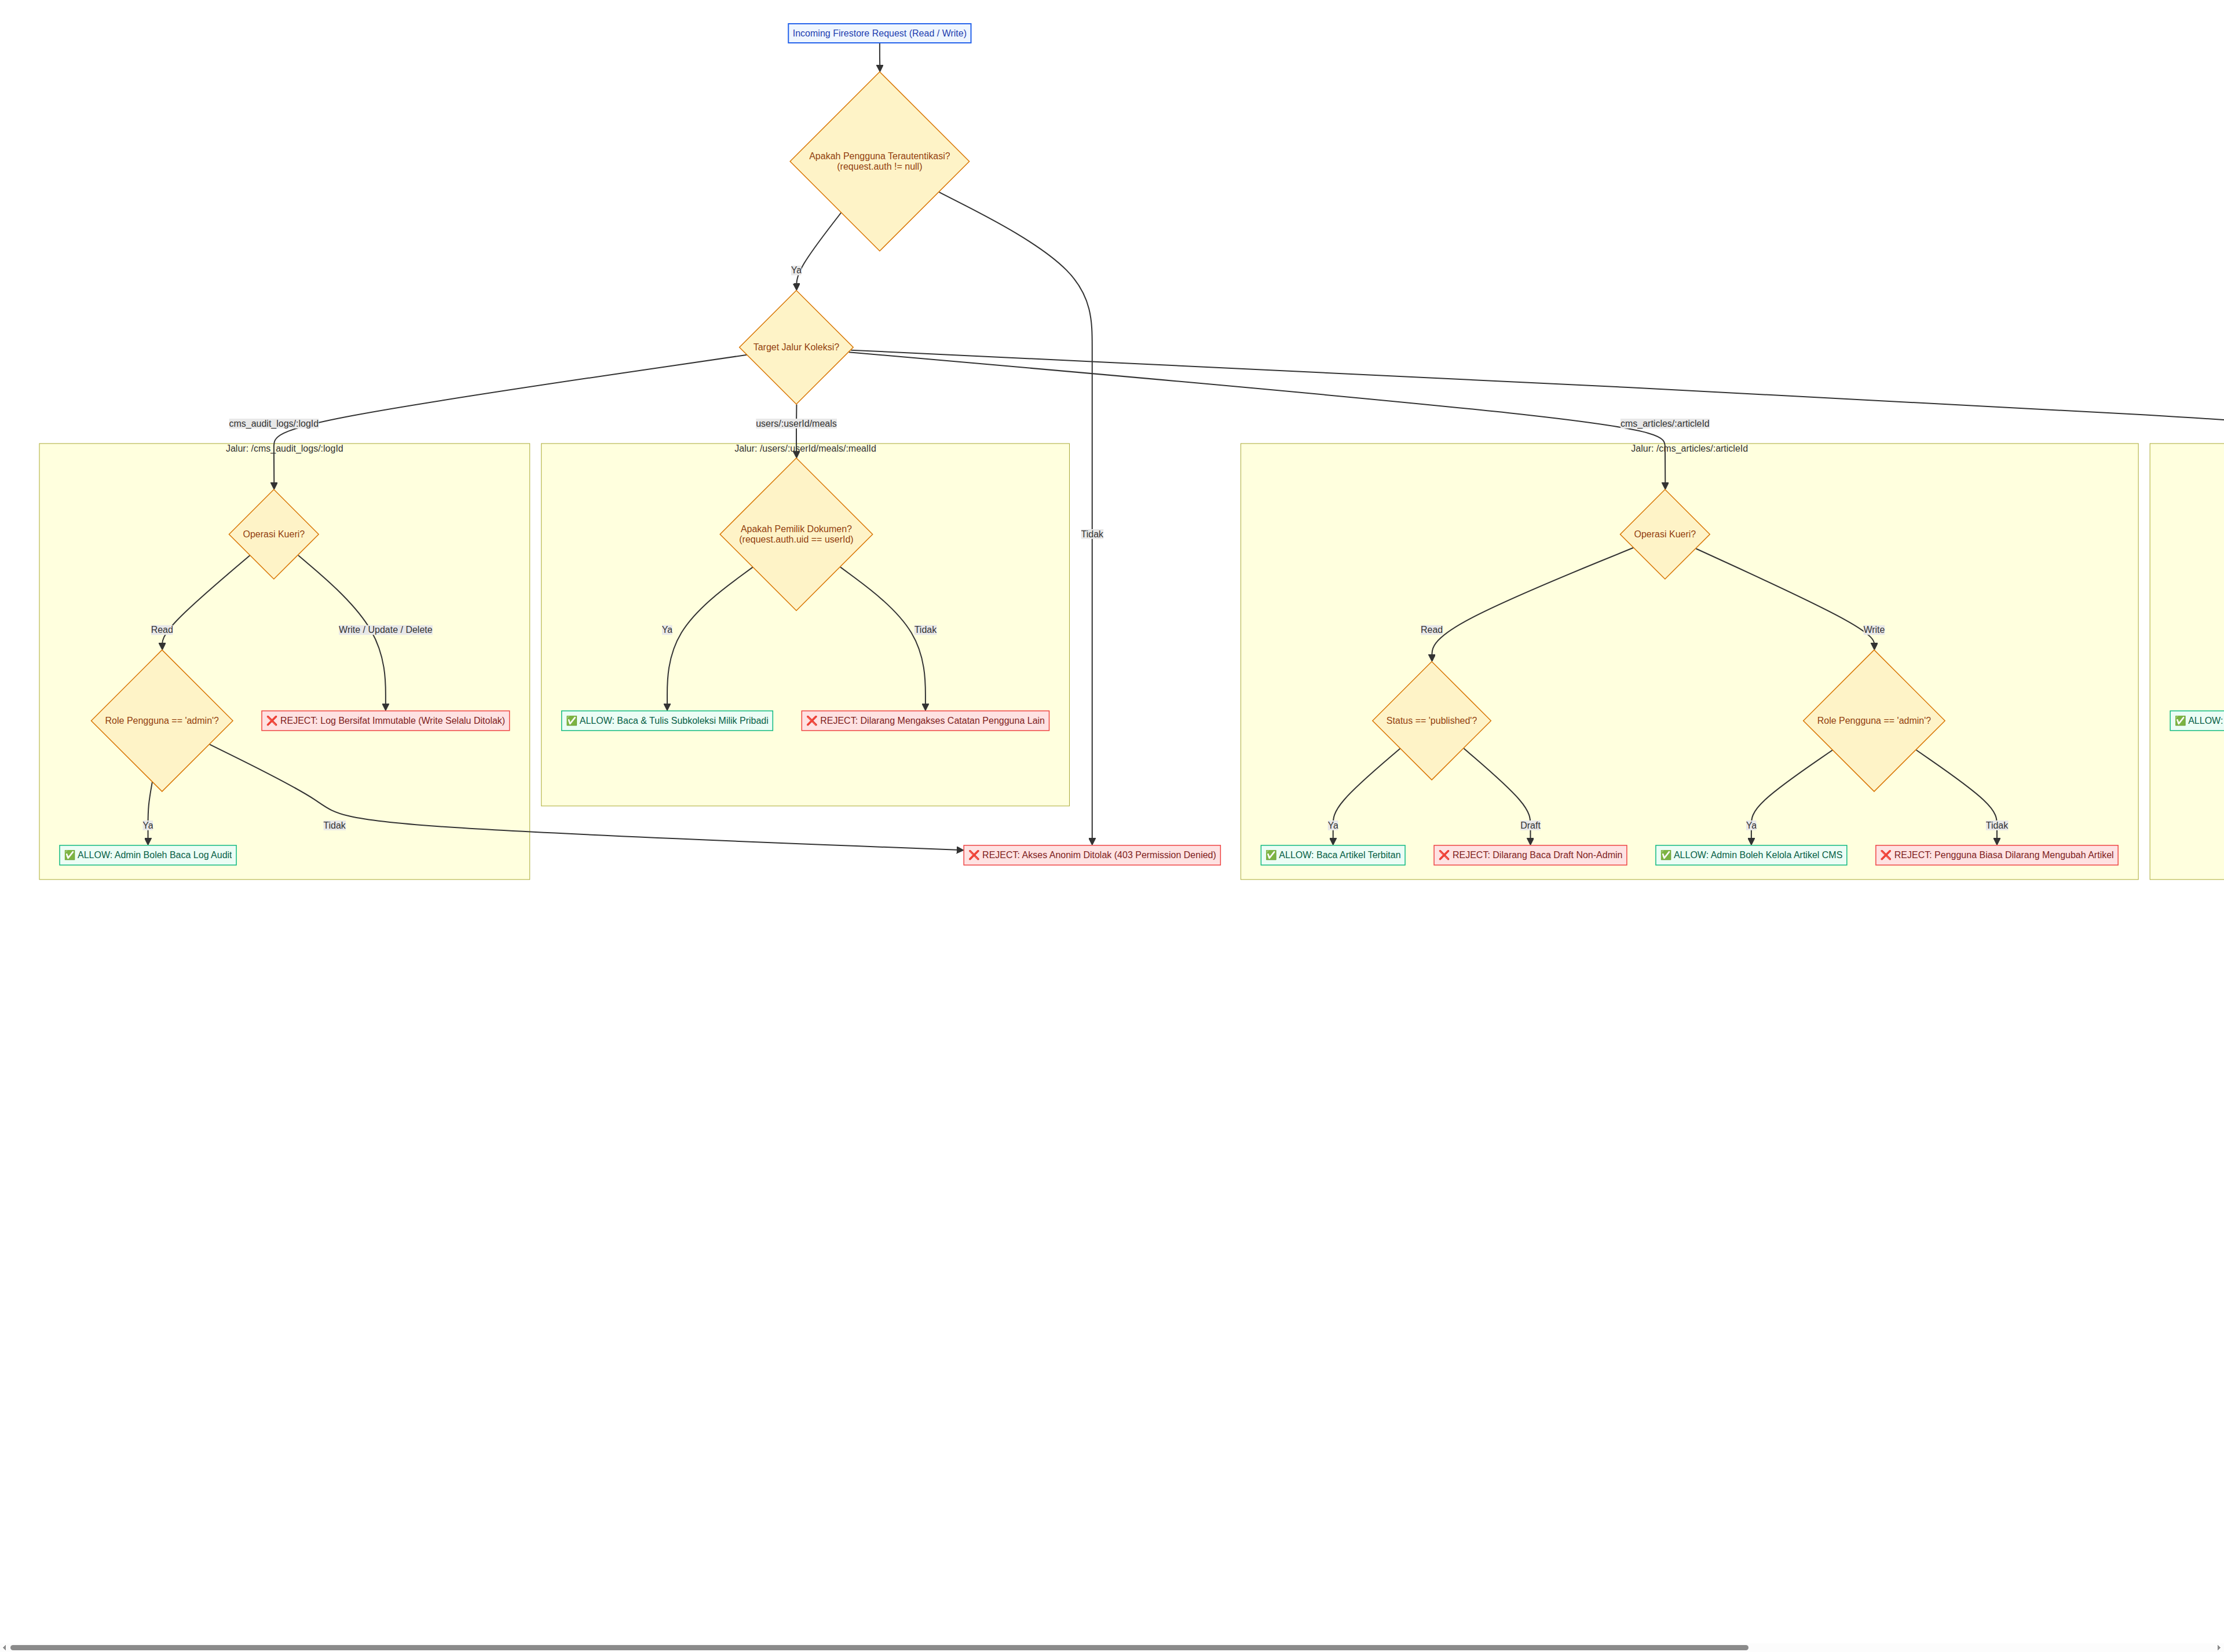 Incoming Firestore Request (Read / Write)
Apakah Pengguna Terautentikasi?
(request.auth != null)
Ya
Target Jalur Koleksi?
cms_audit_logs/:logId
users/:userId/meals
cms_articles/:articleId
Jalur: /cms_audit_logs/:logId
Jalur: /users/:userId/meals/:mealId
Jalur: /cms_articles/:articleId
Operasi Kueri?
Apakah Pemilik Dokumen?
(request.auth.uid == userId)
Tidak
Operasi Kueri?
Read
Write / Update / Delete
Ya
Tidak
Read
Write
Role Pengguna == 'admin'?
❌ REJECT: Log Bersifat Immutable (Write Selalu Ditolak)
✅ ALLOW: Baca & Tulis Subkoleksi Milik Pribadi
❌ REJECT: Dilarang Mengakses Catatan Pengguna Lain
Status == 'published'?
Role Pengguna == 'admin'?
✅ ALLOW:
Ya
Tidak
Ya
Draft
Ya
Tidak
✅ ALLOW: Admin Boleh Baca Log Audit
❌ REJECT: Akses Anonim Ditolak (403 Permission Denied)
✅ ALLOW: Baca Artikel Terbitan
❌ REJECT: Dilarang Baca Draft Non-Admin
✅ ALLOW: Admin Boleh Kelola Artikel CMS
❌ REJECT: Pengguna Biasa Dilarang Mengubah Artikel